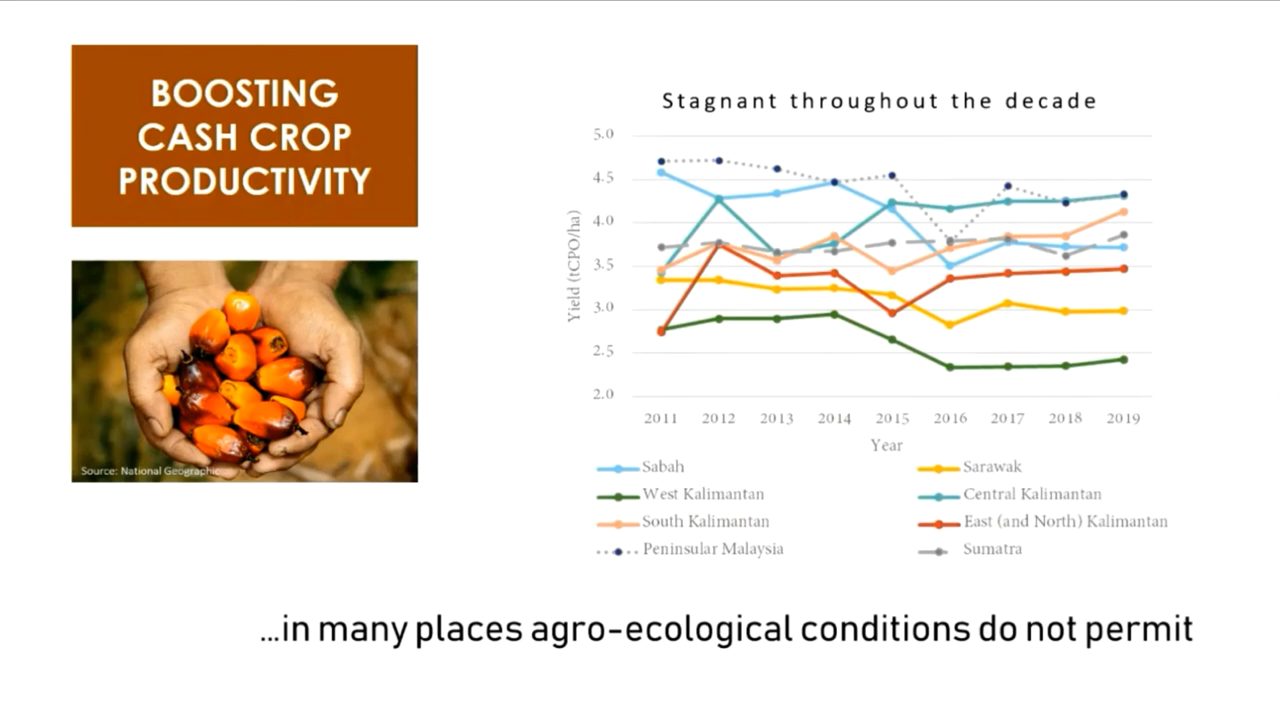 BOOSTING
CASH CROP
PRODUCTIVITY
Source: National Geographic
Stagnant throughout the decade
5.0
4.5
4.0
3.5
3.0
2.5
2.0
Yield (tCPO/ha)
2011 2012 2013 2014 2015 2016 2017 2018 2019
Year
Sabah
Sarawak
West Kalimantan
Central Kalimantan
South Kalimantan
East (and North) Kalimantan
Peninsular Malaysia
Sumatra
...in many places agro-ecological conditions do not permit